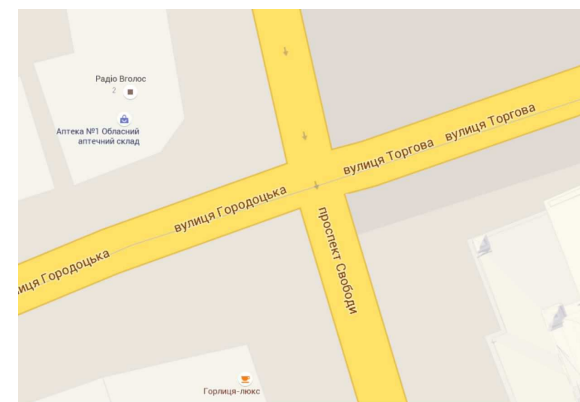 Радіо Вголос
2
Аптека №1 Обласний
аптечний склад
вулиця Торгова
вулиця Торгова
вулиця Городоцька
иця Городоцька
проспект Свободи
Горлиця-люкс